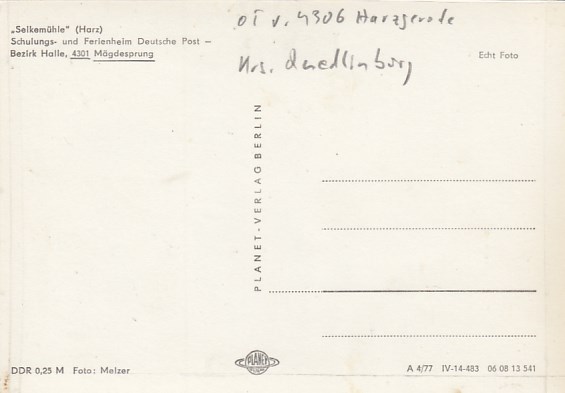 „Selkemühle" (Harz)
Schulungs- und Ferienheim Deutsche Post –
Bezirk Halle, 4301 Mägdesprung
OT v. 4306 Harzgerode
Krs. Quedlinburg
Echt Foto
PLANET-VERLAG BERLIN
PLANET
DDR 0,25 M Foto: Melzer
A 4/77 IV-14-483 06 08 13 541